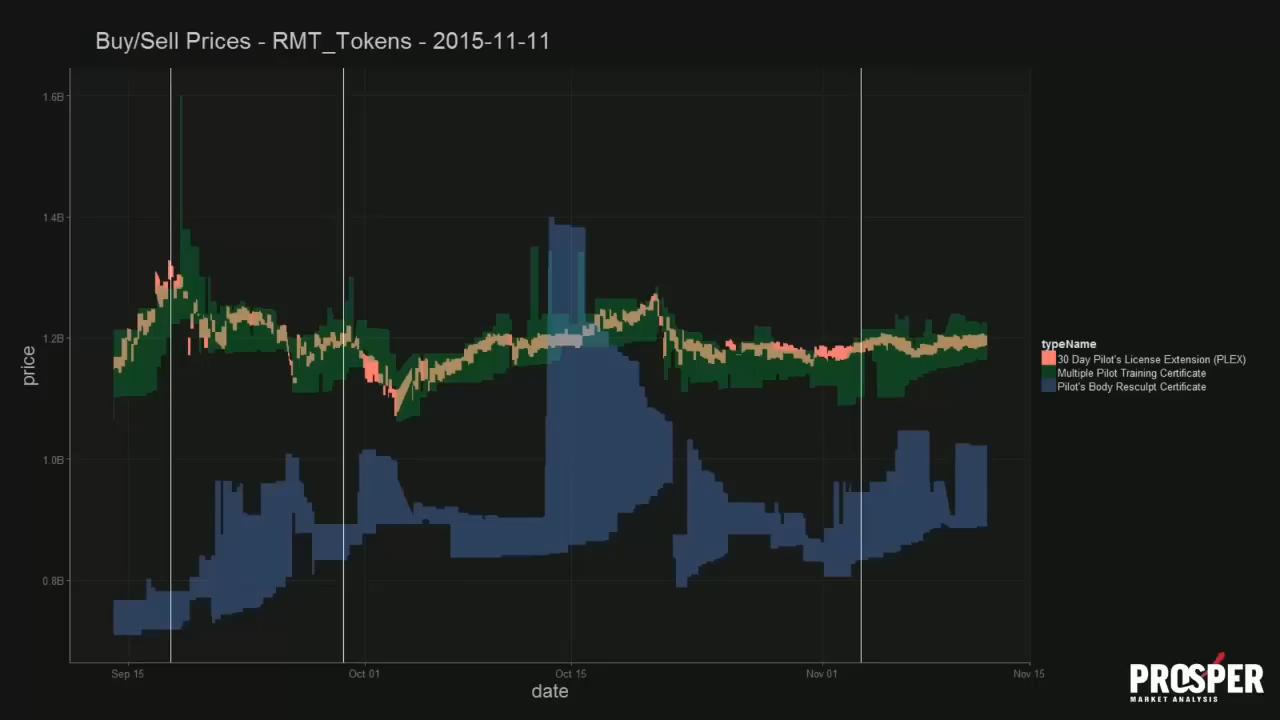 Buy/Sell Prices - RMT_Tokens - 2015-11-11
1.6B
1.4B
1.2B
1.0B
0.8B
price
Sep 15
Oct 01
Oct 15
Nov 01
Nov 15
date
typeName
30 Day Pilot's License Extension (PLEX)
Multiple Pilot Training Certificate
Pilot's Body Resculpt Certificate
PROSPER
MARKET ANALYSIS